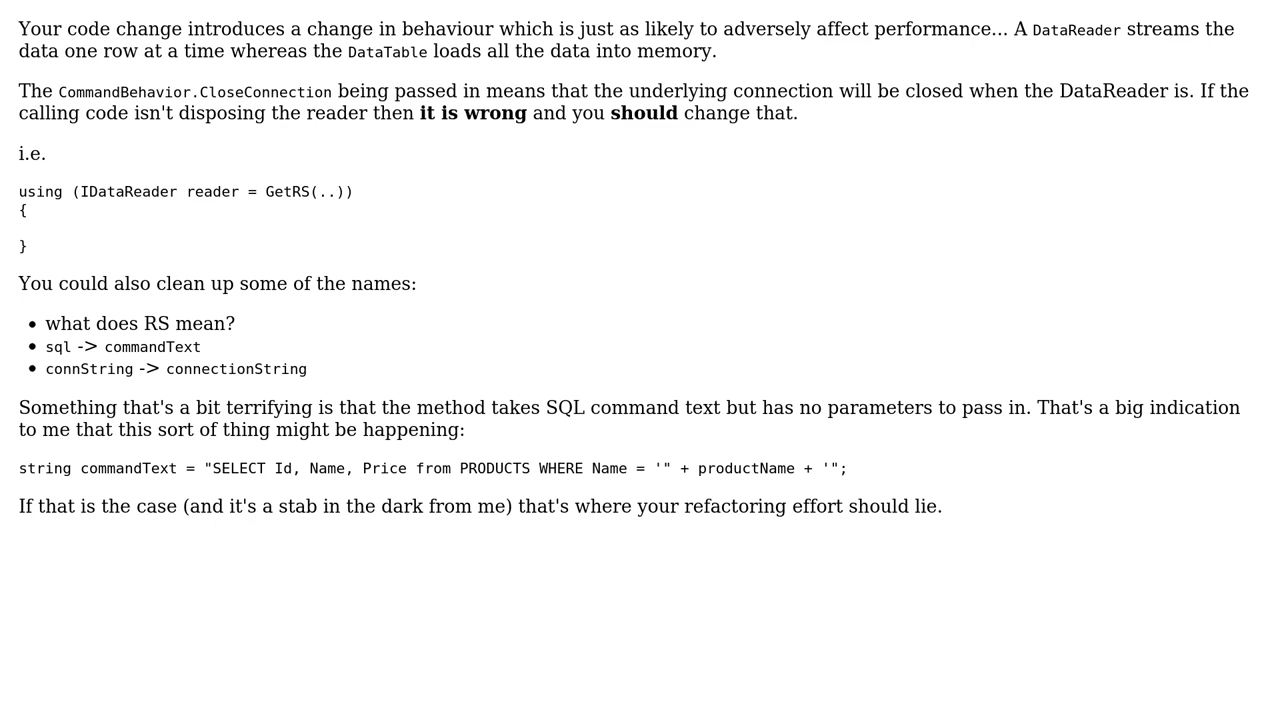 Your code change introduces a change in behaviour which is just as likely to adversely affect performance... A DataReader streams the
data one row at a time whereas the DataTable loads all the data into memory.
The CommandBehavior.CloseConnection being passed in means that the underlying connection will be closed when the DataReader is. If the
calling code isn't disposing the reader then it is wrong and you should change that.
i.e.
using (IDataReader reader = GetRS(..))
{
}
You could also clean up some of the names:
• what does RS mean?
• sql -> commandText
• connString -> connectionString
Something that's a bit terrifying is that the method takes SQL command text but has no parameters to pass in. That's a big indication
to me that this sort of thing might be happening:
string commandText = "SELECT Id, Name, Price from PRODUCTS WHERE Name = '" + productName + '";
If that is the case (and it's a stab in the dark from me) that's where your refactoring effort should lie.